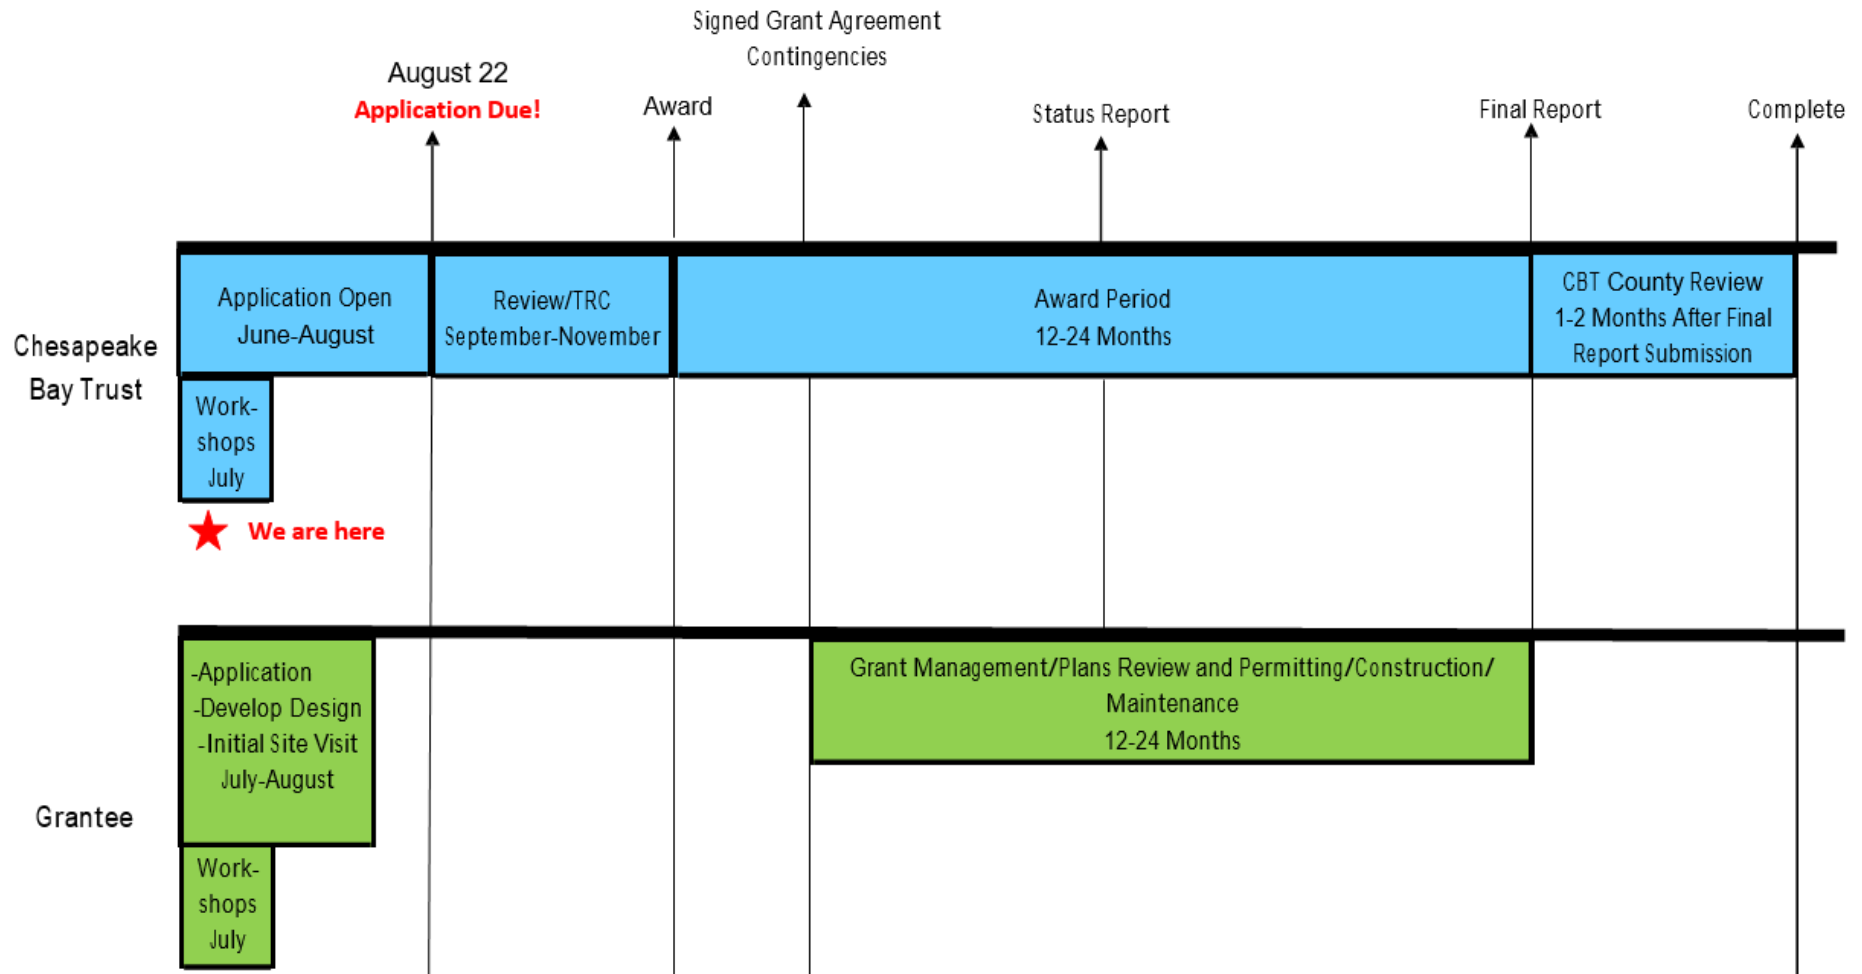 Signed Grant Agreement
Contingencies
August 22
Application Due!
Award
Status Report
Final Report
Complete
Chesapeake
Bay Trust
Application Open
June-August
Review/TRC
September-November
Award Period
12-24 Months
CBT County Review
1-2 Months After Final
Report Submission
Work-
shops
July
We are here
Grantee
-Application
-Develop Design
-Initial Site Visit
July-August
Grant Management/Plans Review and Permitting/Construction/
Maintenance
12-24 Months
Work-
shops
July